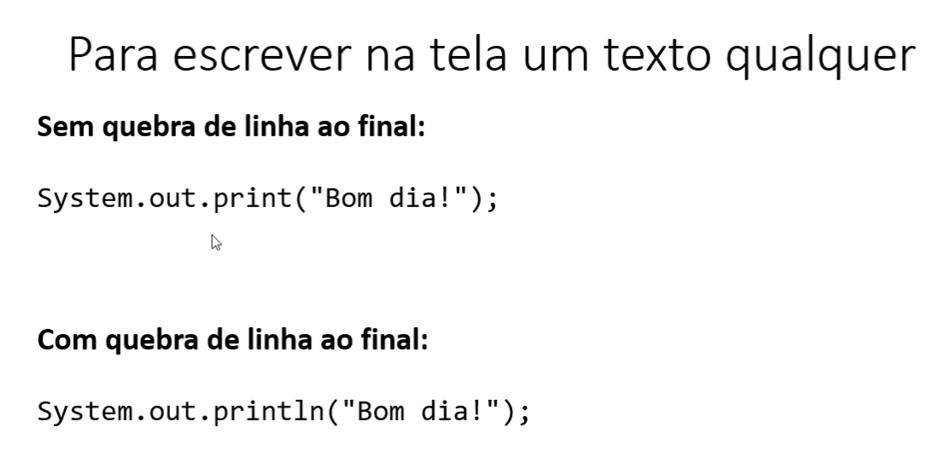 Para escrever na tela um texto qualquer
Sem quebra de linha ao final:
System.out.print("Bom dia!");
Com quebra de linha ao final:
System.out.println("Bom dia!");